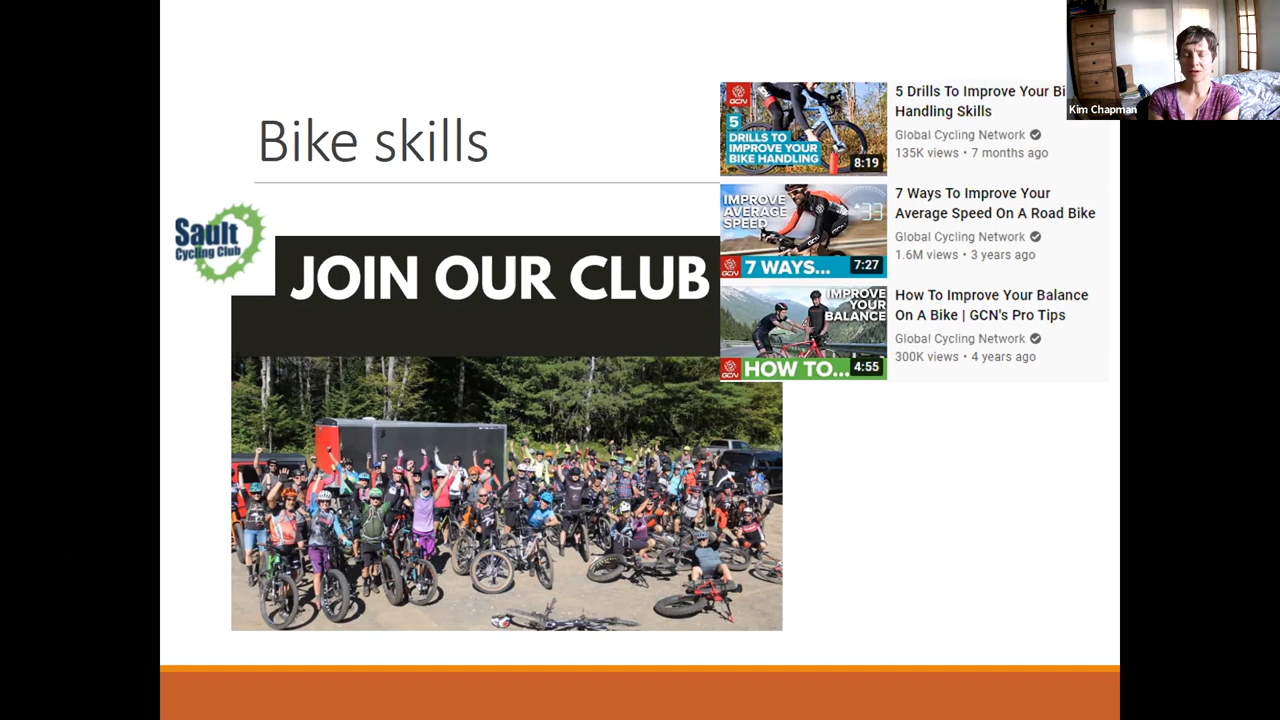 Bike skills
Sault
Cycling Club
JOIN OUR CLUB
GCN
5
DRILLS TO
IMPROVE YOUR
BIKE HANDLING
8:19
5 Drills To Improve Your Bi
Handling Skills
Global Cycling Network
135K views • 7 months ago
IMPROVE
AVERAGE
SPEED
33
GCN
7 WAYS...
7:27
7 Ways To Improve Your
Average Speed On A Road Bike
Global Cycling Network
1.6M views • 3 years ago
IMPROVE
YOUR
BALANCE
GCN
HOW TO...
4:55
How To Improve Your Balance
On A Bike | GCN's Pro Tips
Global Cycling Network
300K views • 4 years ago
Kim Chapman